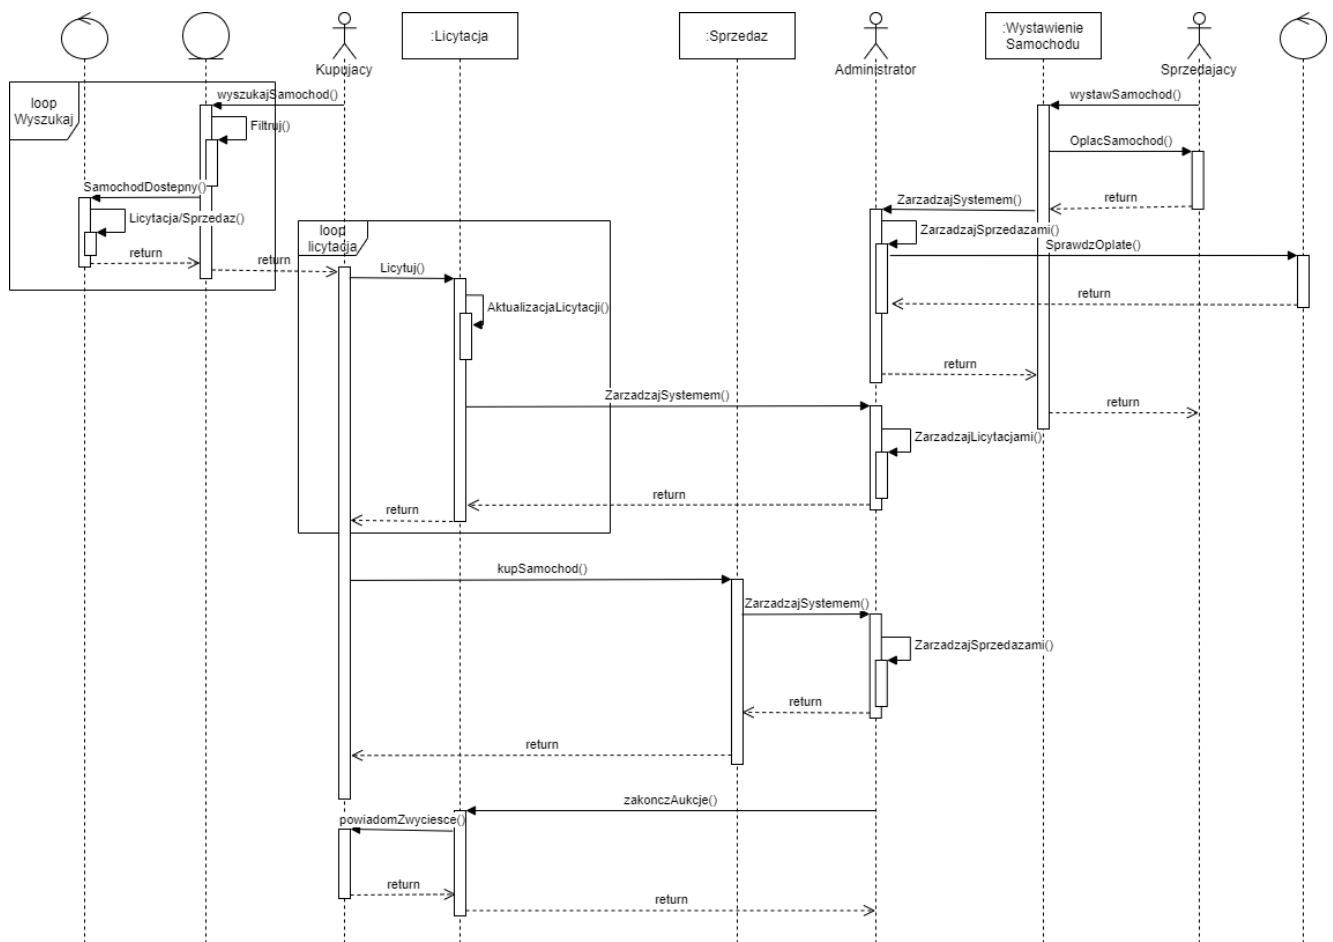 :Licytacja
:Sprzedaz
:Wystawienie
Samochodu
Kupujacy
Administrator
Sprzedajacy
loop
Wyszukaj
wyszukajSamochod()
wystawSamochod()
Filtruj()
OplacSamochod()
SamochodDostepny()
return
ZarzadzajSystemem()
Licytacja/Sprzedaz()
loop
licytacja
ZarzadzajSprzedazami()
SprawdzOplate()
return
return
Licytuj()
return
AktualizacjaLicytacji()
return
ZarzadzajSystemem()
return
ZarzadzajLicytacjami()
return
return
kupSamochod()
ZarzadzajSystemem()
ZarzadzajSprzedazami()
return
return
zakonczAukcje()
powiadomZwyciesce()
return
return